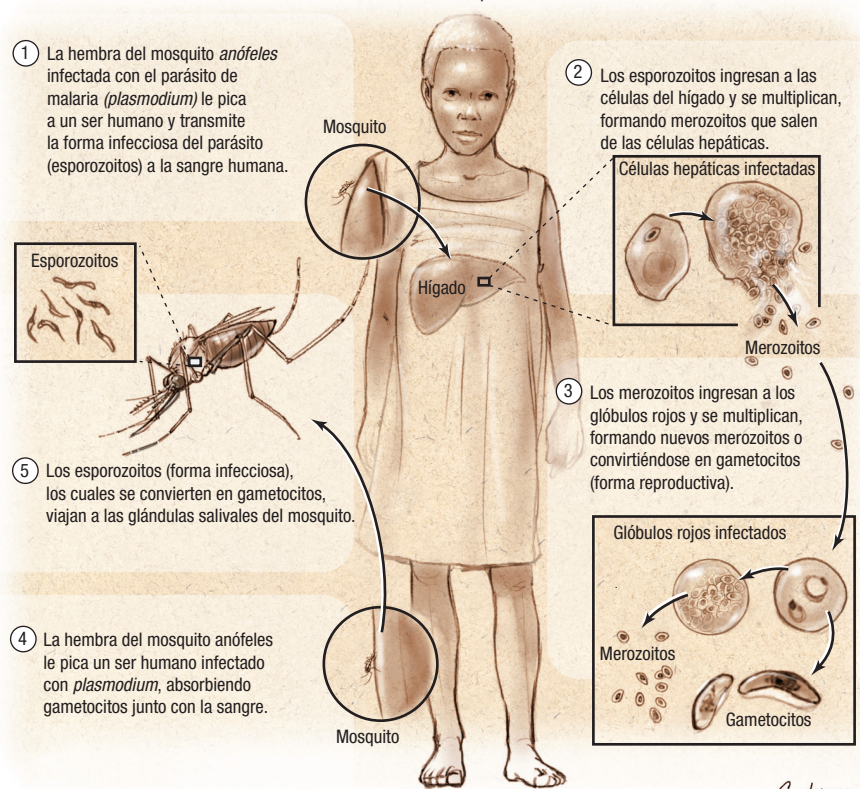 1 La hembra del mosquito anófeles
infectada con el parásito de
malaria (plasmodium) le pica
a un ser humano y transmite
la forma infecciosa del parásito
(esporozoitos) a la sangre humana.
Mosquito
2 Los esporozoitos ingresan a las
células del hígado y se multiplican,
formando merozoitos que salen
de las células hepáticas.
Células hepáticas infectadas
Esporozoitos
Hígado
Merozoitos
3 Los merozoitos ingresan a los
glóbulos rojos y se multiplican,
formando nuevos merozoitos o
convirtiéndose en gametocitos
(forma reproductiva).
5 Los esporozoitos (forma infecciosa),
los cuales se convierten en gametocitos,
viajan a las glándulas salivales del mosquito.
Glóbulos rojos infectados
Merozoitos
Gametocitos
4 La hembra del mosquito anófeles
le pica un ser humano infectado
con plasmodium, absorbiendo
gametocitos junto con la sangre.
Mosquito